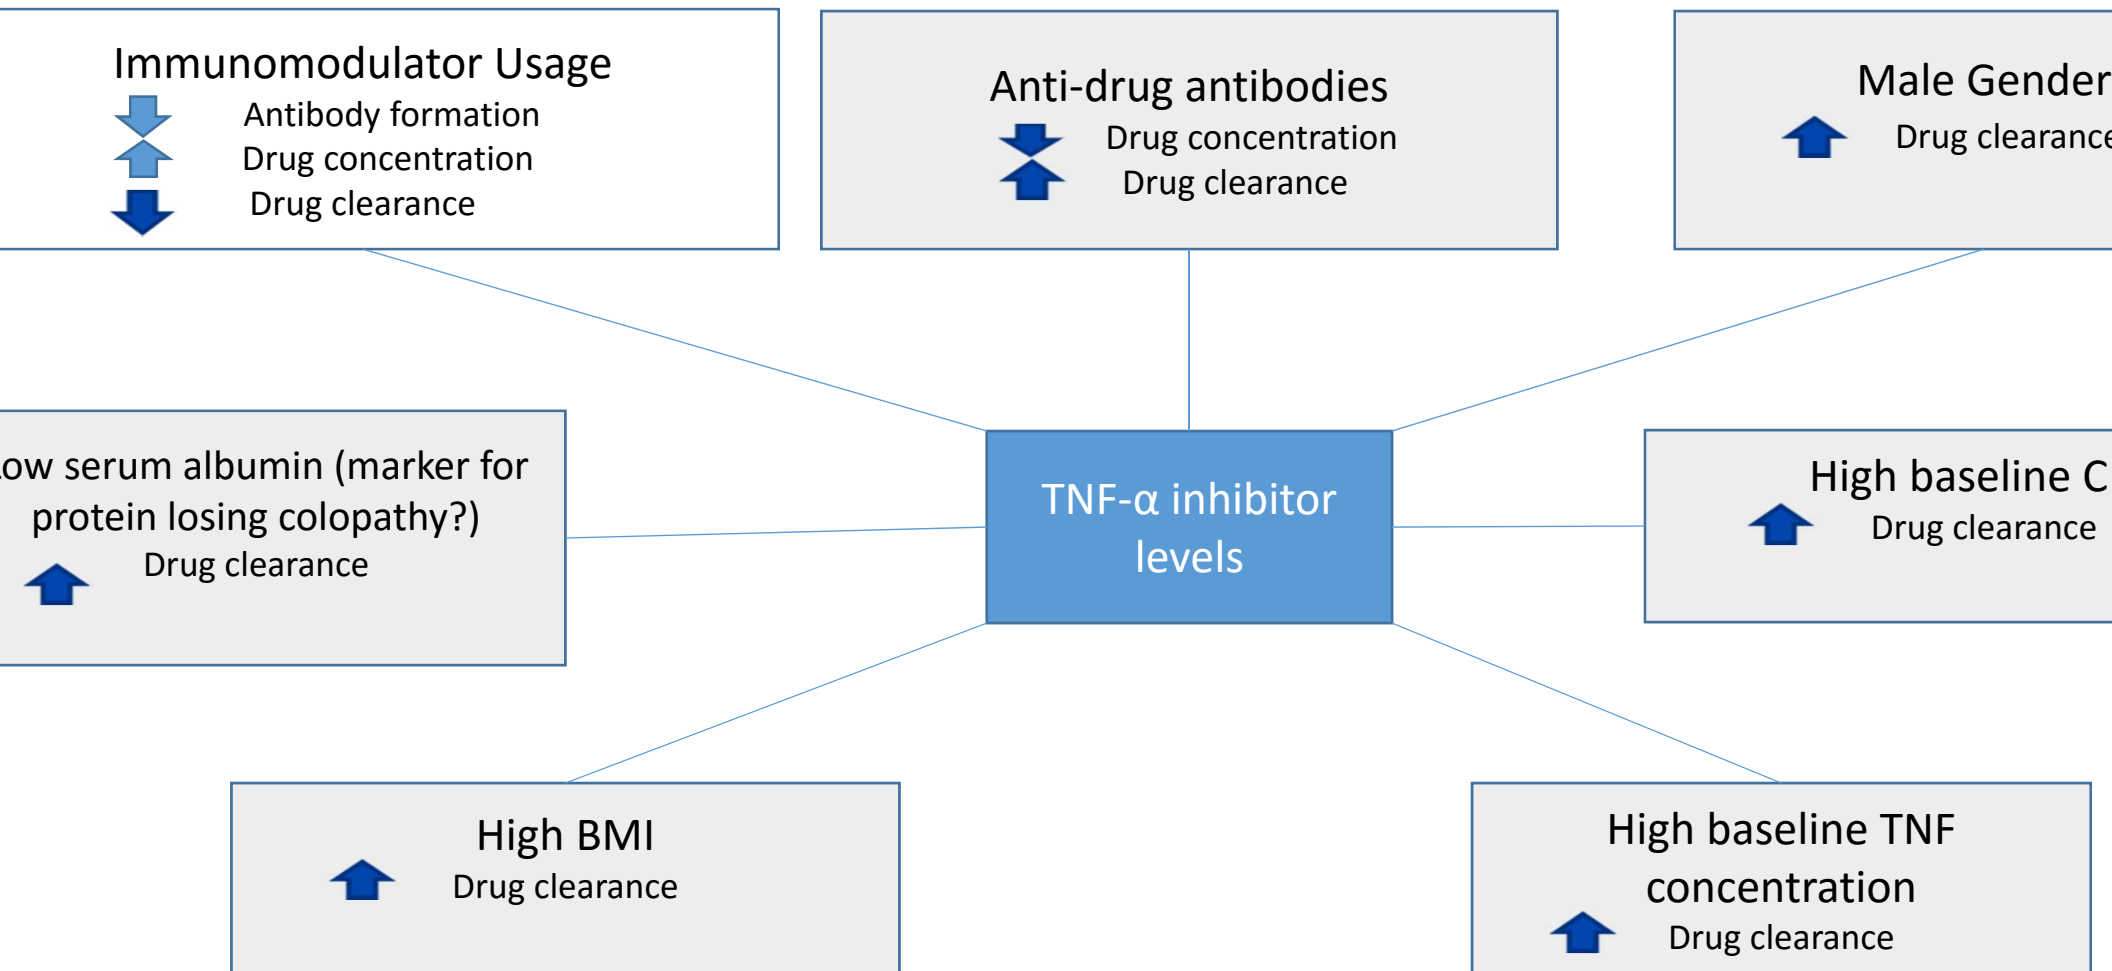 Immunomodulator Usage
Antibody formation
Drug concentration
Drug clearance
Anti-drug antibodies
Drug concentration
Drug clearance
Male Gender
Drug clearance
Low serum albumin (marker for
protein losing colopathy?)
Drug clearance
TNF-α inhibitor
levels
High baseline C
Drug clearance
High BMI
Drug clearance
High baseline TNF
concentration
Drug clearance